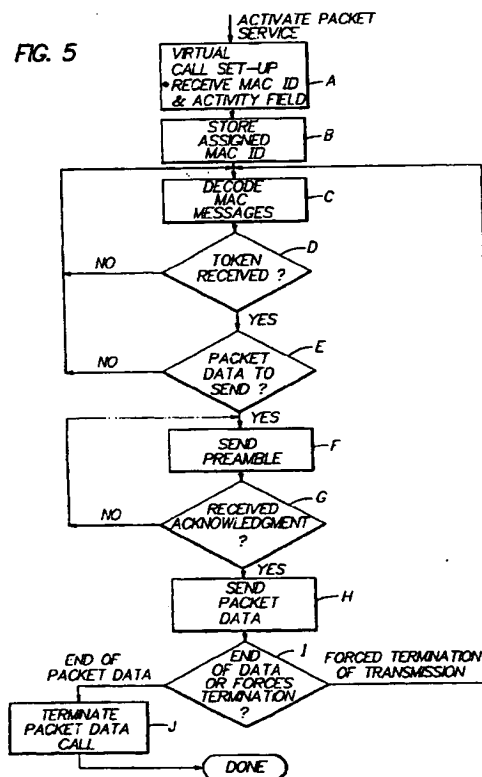 ACTIVATE PACKET
SERVICE
FIG. 5
VIRTUAL
CALL SET-UP
•RECEIVE MAC ID
& ACTIVITY FIELD
A
STORE
ASSIGNED
MAC ID
B
DECODE
MAC
MESSAGES
C
TOKEN
RECEIVED ?
D
NO
YES
PACKET
DATA TO
SEND ?
E
NO
YES
SEND
PREAMBLE
F
RECEIVED
ACKNOWLEDGMENT
?
G
NO
YES
SEND
PACKET
DATA
H
END
OF DATA
OR FORCES
TERMINATION
?
I
END OF
PACKET DATA
FORCED TERMINATION
OF TRANSMISSION
TERMINATE
PACKET DATA
CALL
J
DONE